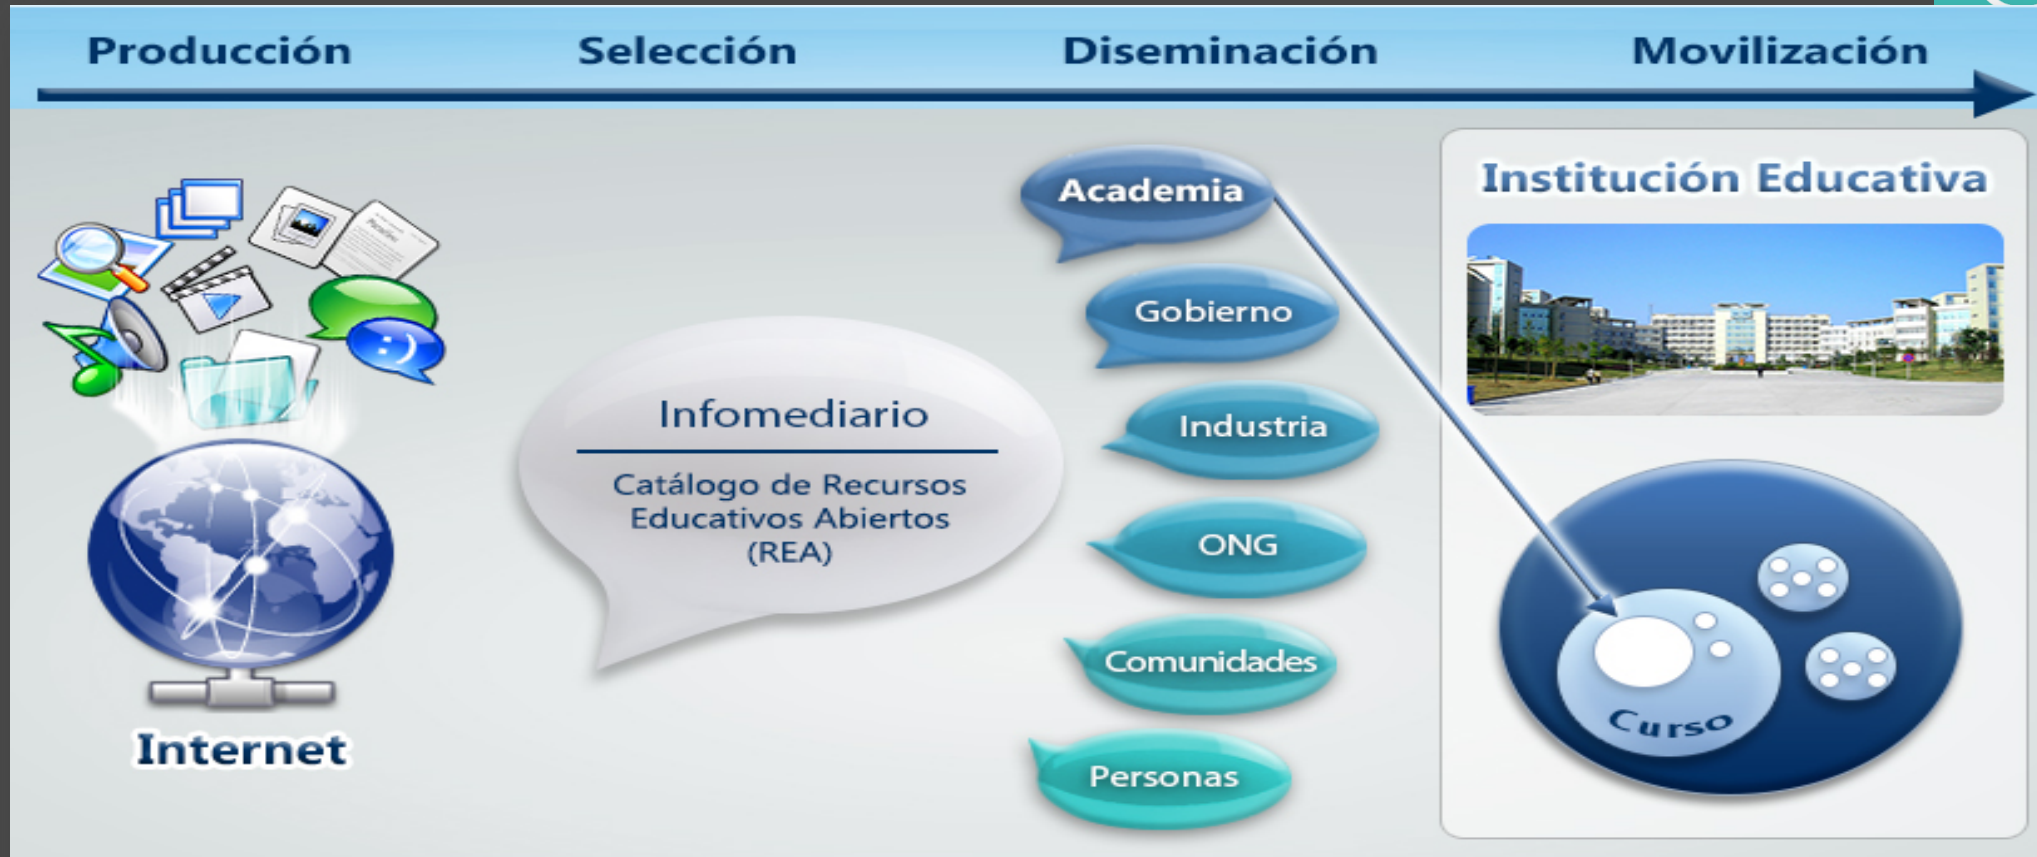 Producción
Selección
Diseminación
Movilización
Internet
Infomediario
Catálogo de Recursos
Educativos Abiertos
(REA)
Academia
Gobierno
Industria
ONG
Comunidades
Personas
Institución Educativa
Curso